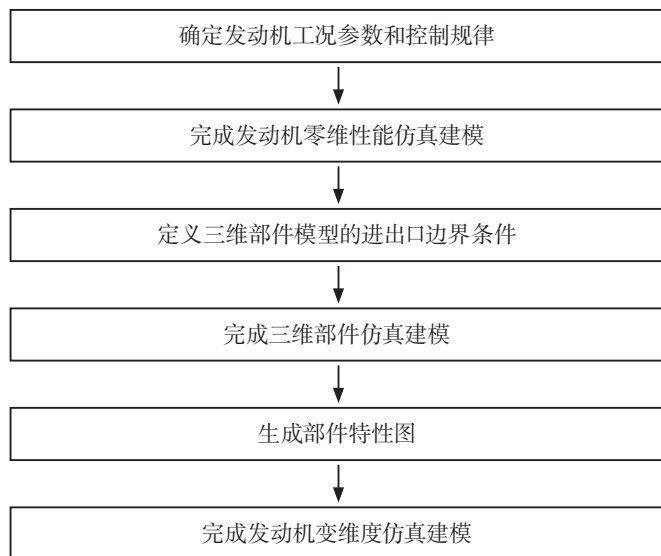 确定发动机工况参数和控制规律
完成发动机零维性能仿真建模
定义三维部件模型的进出口边界条件
完成三维部件仿真建模
生成部件特性图
完成发动机变维度仿真建模